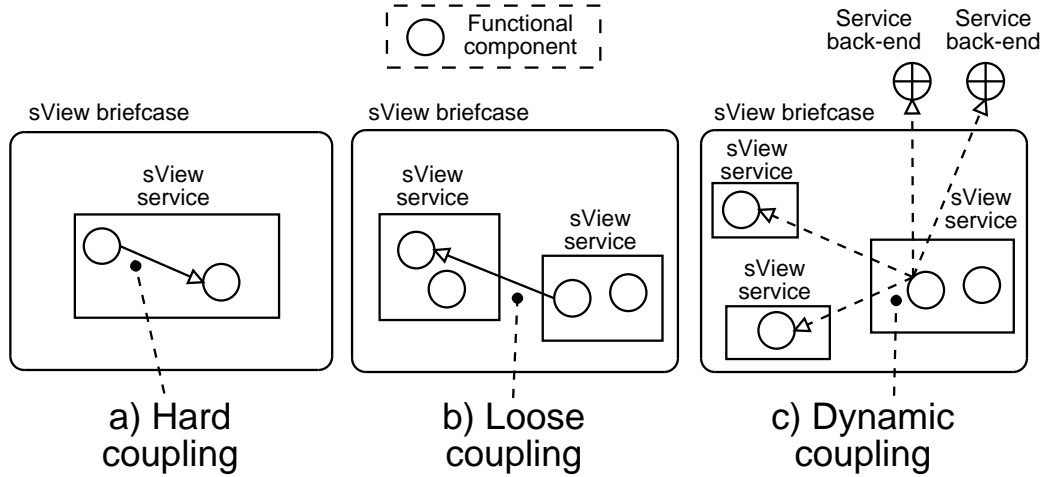 Functional
component
Service
back-end
Service
back-end
sView briefcase
sView
service
a) Hard
coupling
sView briefcase
sView
service
sView
service
b) Loose
coupling
sView briefcase
sView
service
sView
service
sView
service
c) Dynamic
coupling